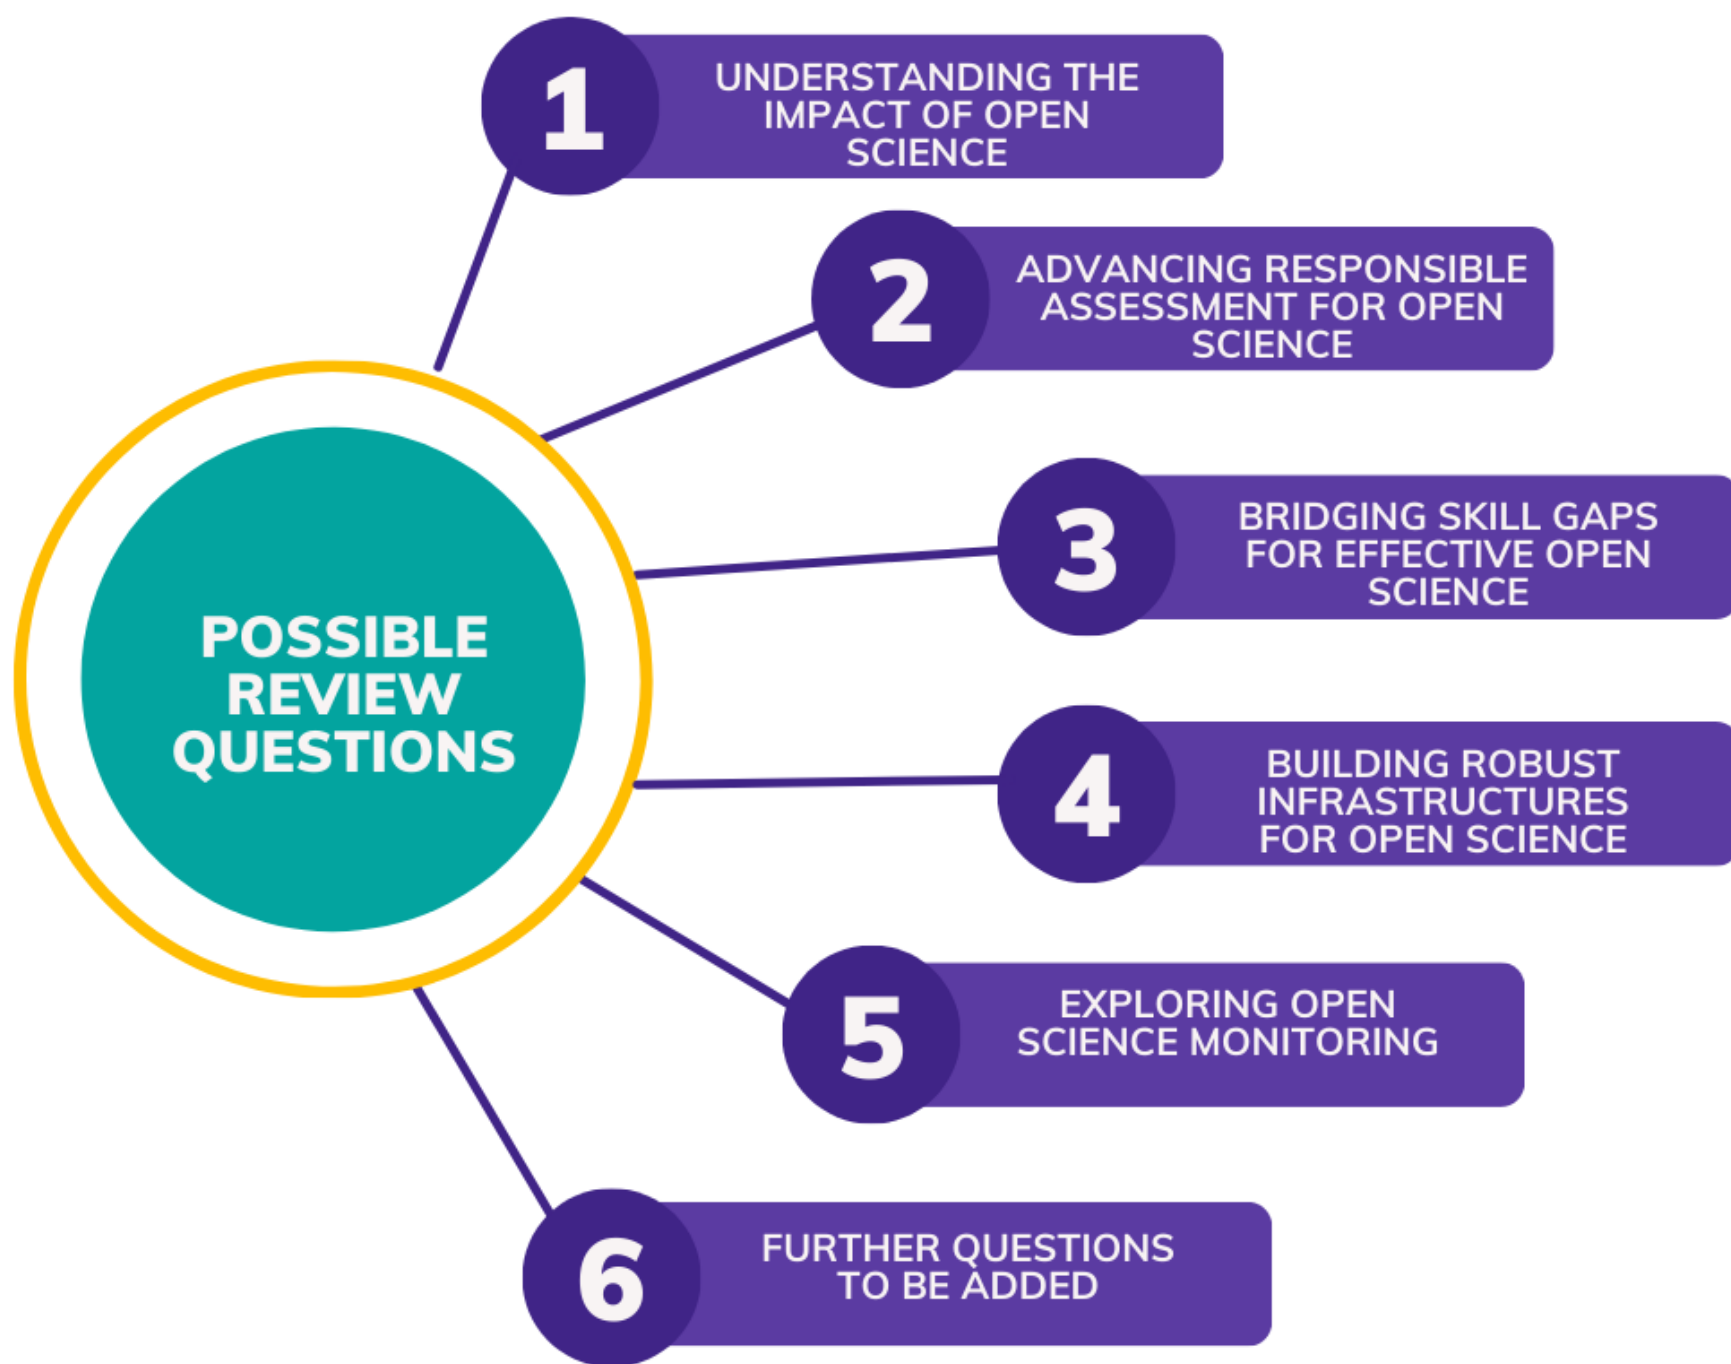 1
UNDERSTANDING THE
IMPACT OF OPEN
SCIENCE
2
ADVANCING RESPONSIBLE
ASSESSMENT FOR OPEN
SCIENCE
3
BRIDGING SKILL GAPS
FOR EFFECTIVE OPEN
SCIENCE
POSSIBLE
REVIEW
QUESTIONS
4
BUILDING ROBUST
INFRASTRUCTURES
FOR OPEN SCIENCE
5
EXPLORING OPEN
SCIENCE MONITORING
6
FURTHER QUESTIONS
TO BE ADDED